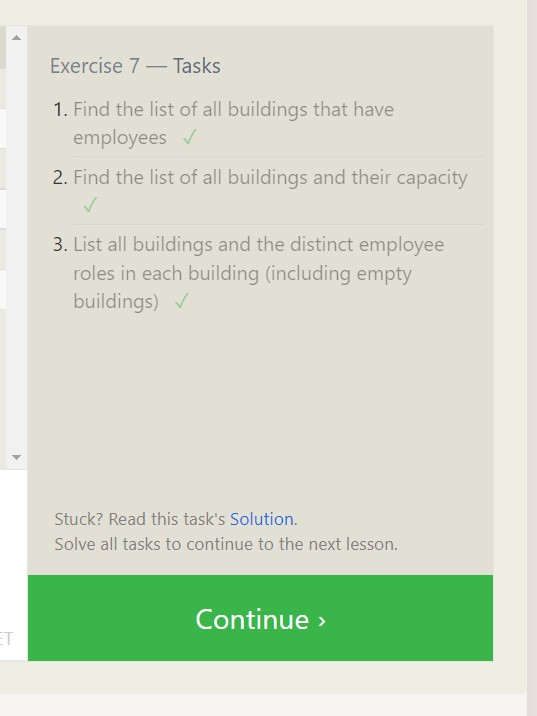 Exercise 7 — Tasks
1. Find the list of all buildings that have
employees ✓
2. Find the list of all buildings and their capacity
✓
3. List all buildings and the distinct employee
roles in each building (including empty
buildings) ✓
Stuck? Read this task's Solution.
Solve all tasks to continue to the next lesson.
ET
Continue ›